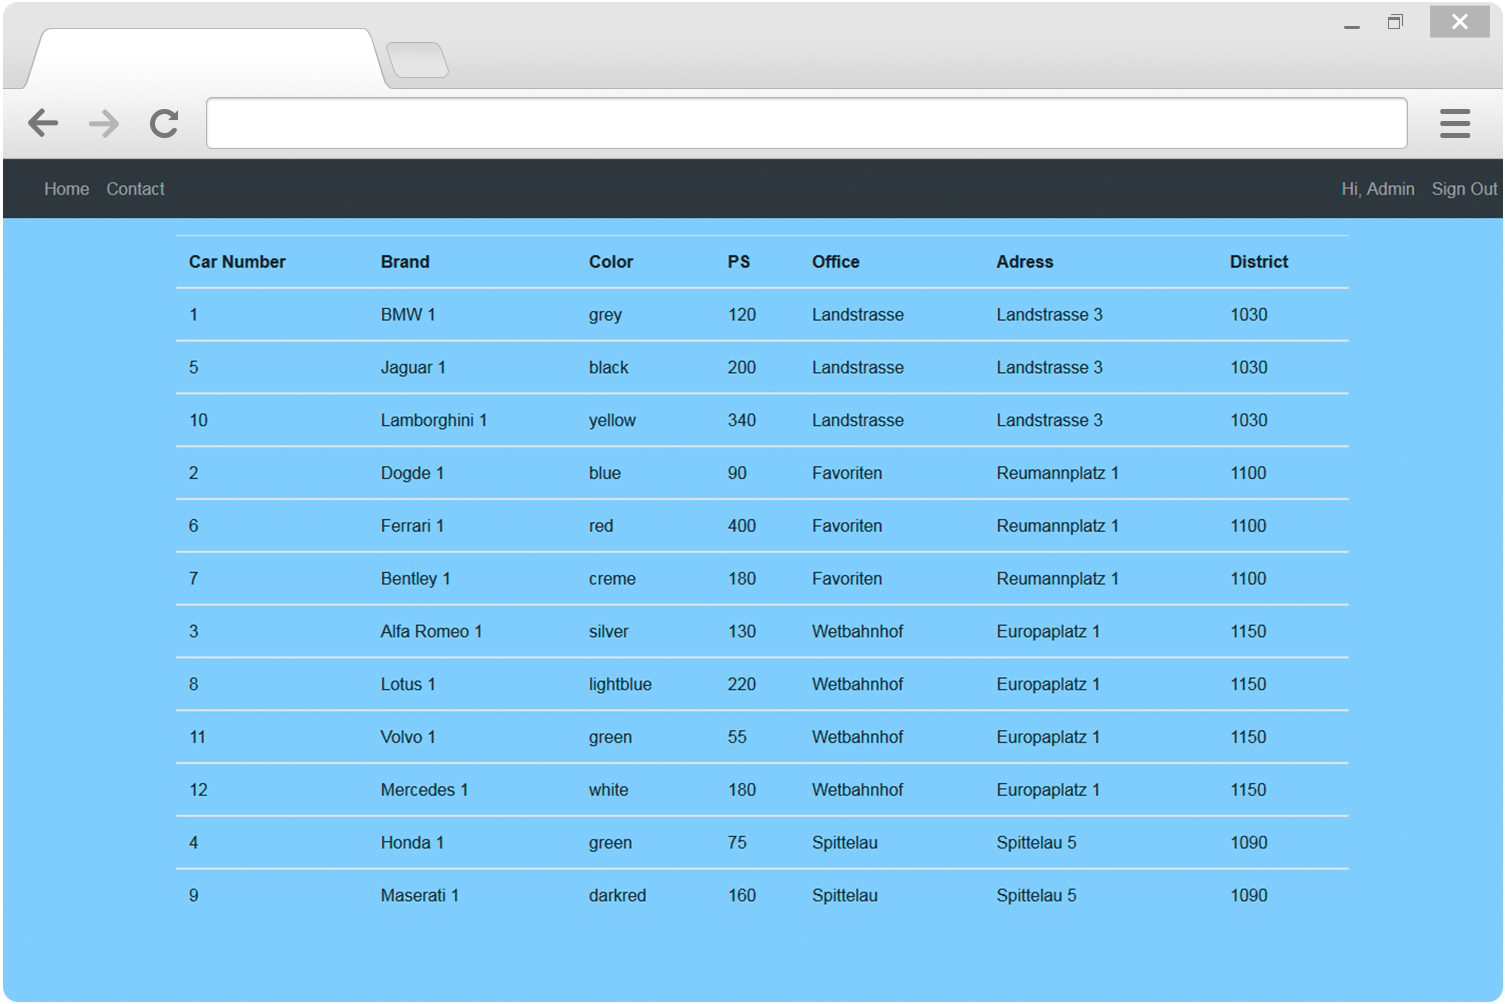 Home Contact Hi, Admin Sign Out
Car Number Brand Color PS Office Adress District
1 BMW 1 grey 120 Landstrasse Landstrasse 3 1030
5 Jaguar 1 black 200 Landstrasse Landstrasse 3 1030
10 Lamborghini 1 yellow 340 Landstrasse Landstrasse 3 1030
2 Dogde 1 blue 90 Favoriten Reumannplatz 1 1100
6 Ferrari 1 red 400 Favoriten Reumannplatz 1 1100
7 Bentley 1 creme 180 Favoriten Reumannplatz 1 1100
3 Alfa Romeo 1 silver 130 Wetbahnhof Europaplatz 1 1150
8 Lotus 1 lightblue 220 Wetbahnhof Europaplatz 1 1150
11 Volvo 1 green 55 Wetbahnhof Europaplatz 1 1150
12 Mercedes 1 white 180 Wetbahnhof Europaplatz 1 1150
4 Honda 1 green 75 Spittelau Spittelau 5 1090
9 Maserati 1 darkred 160 Spittelau Spittelau 5 1090